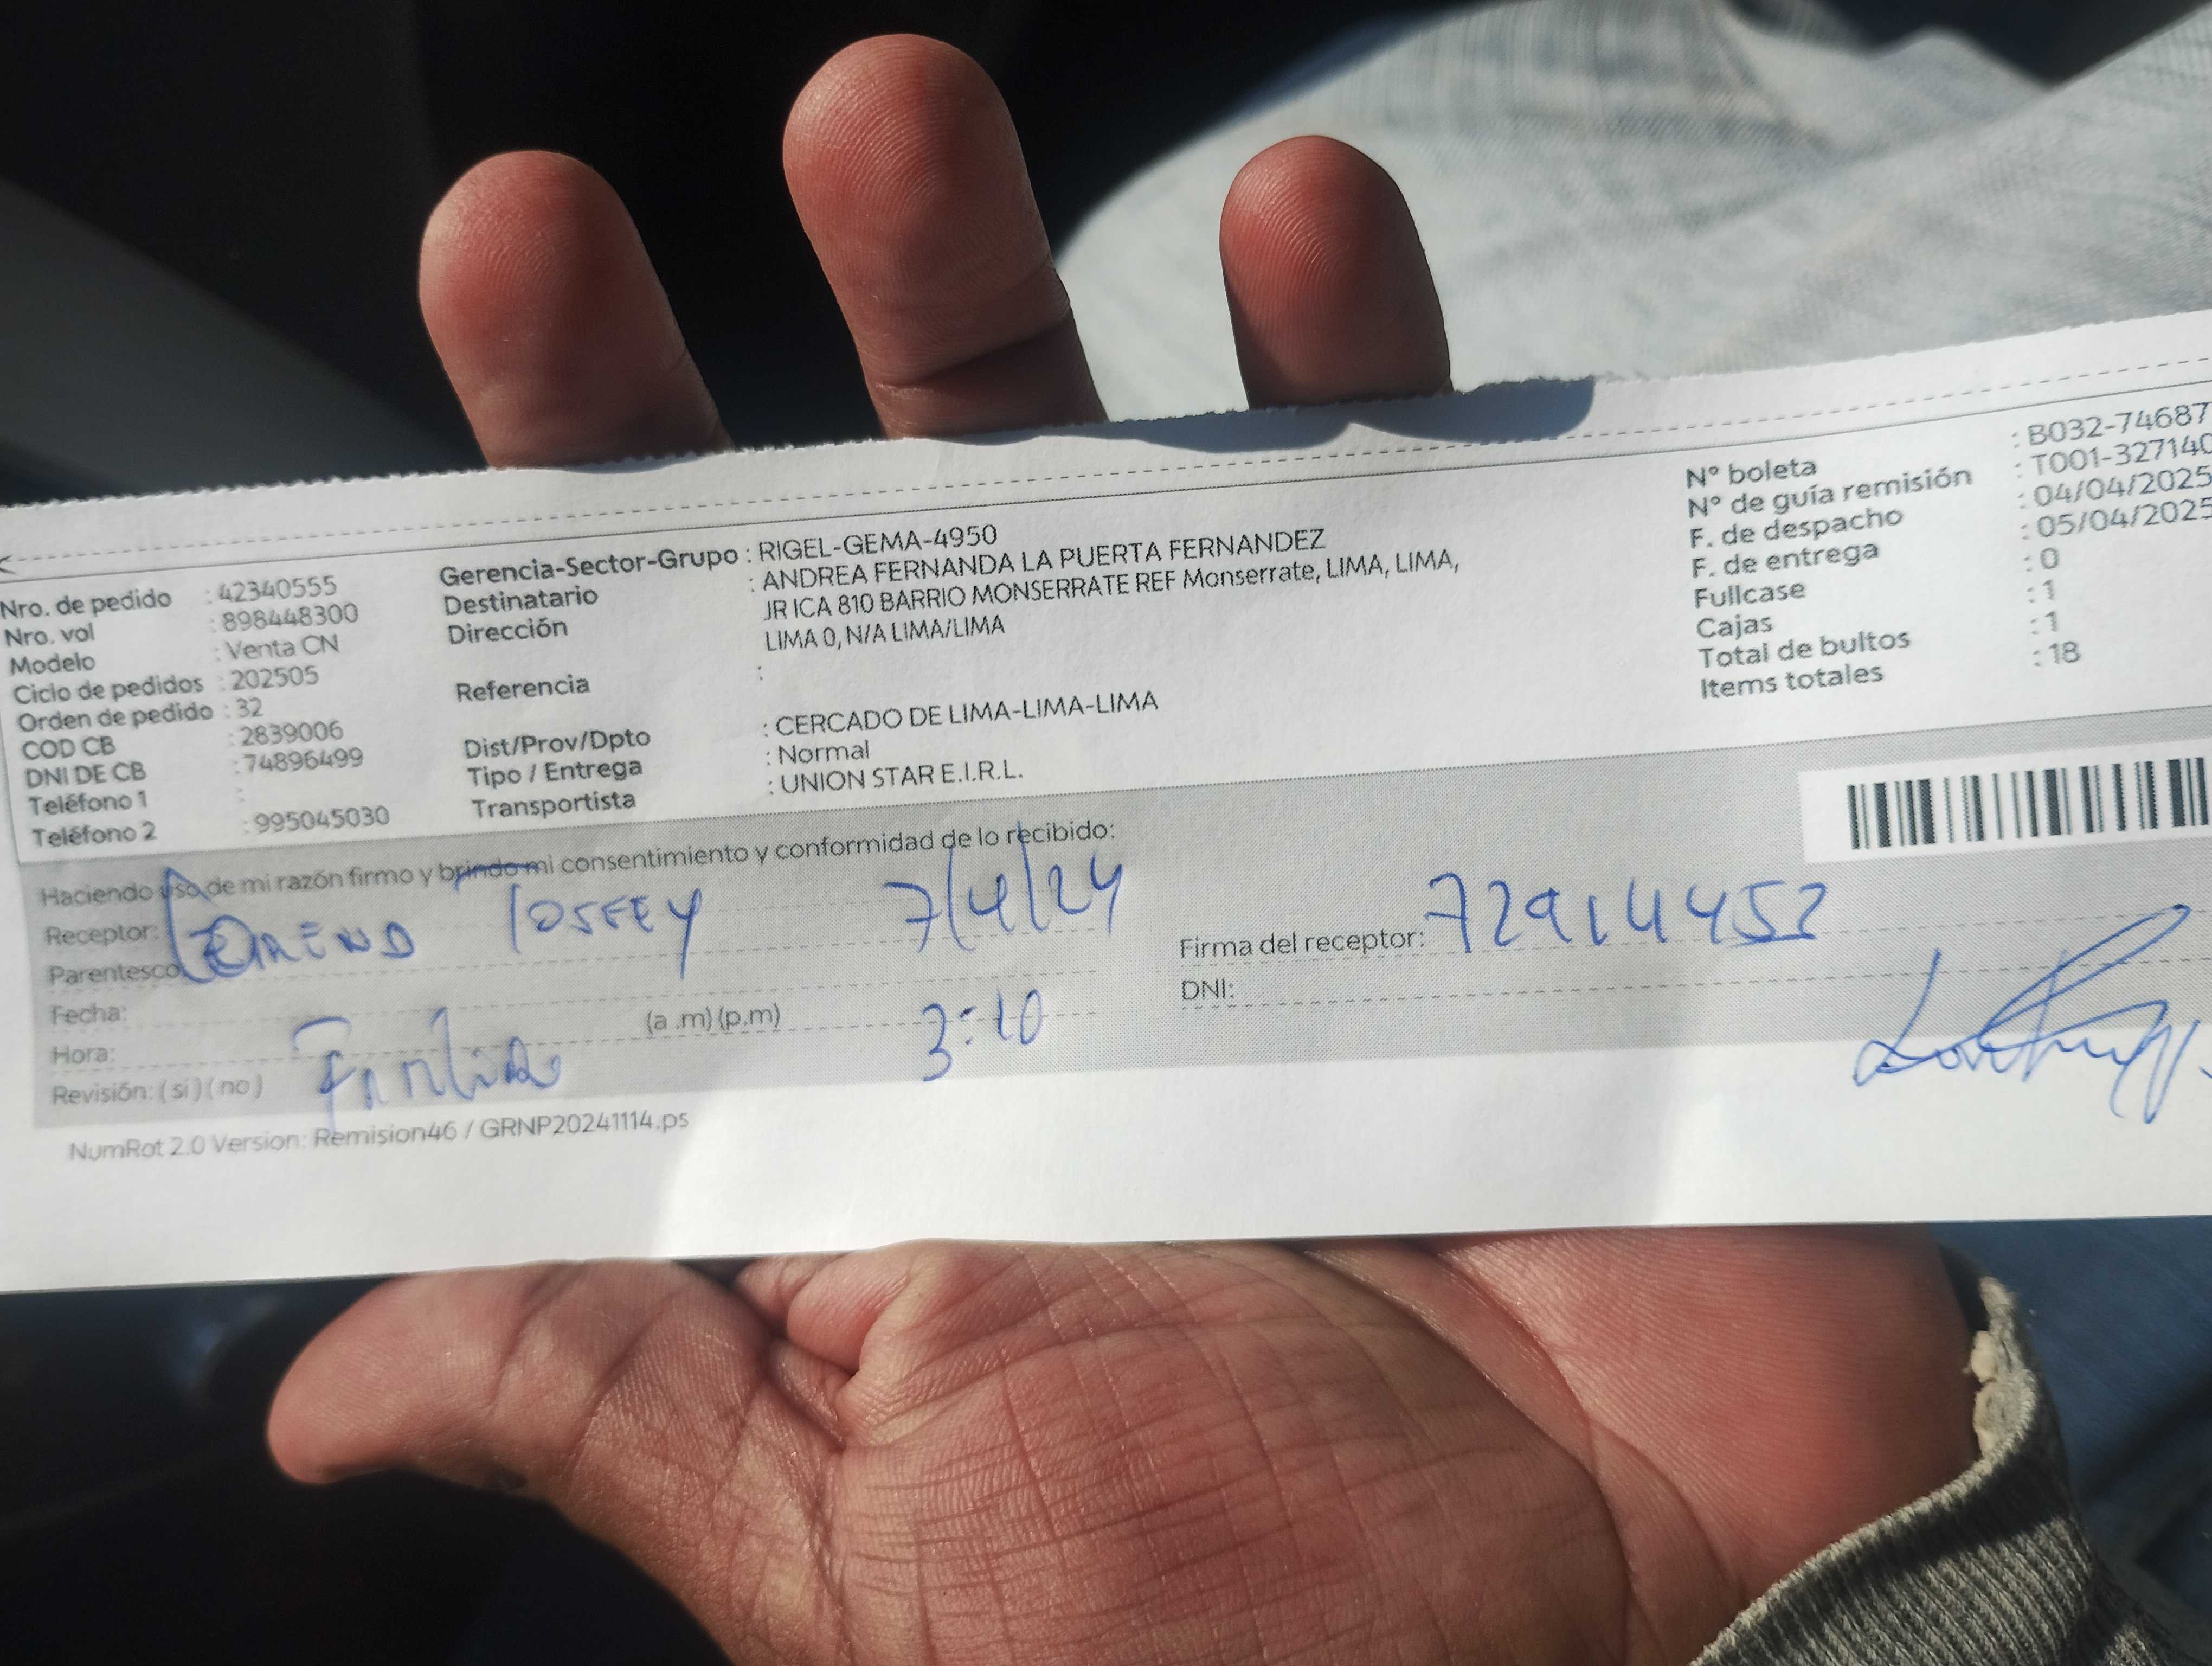 Nro. de pedido : 42340555
Nro. vol : 898448300
Modelo : Venta CN
Ciclo de pedidos : 202505
Orden de pedido : 32
COD CB : 2839006
DNI DE CB : 74896499
Teléfono 1 :
Teléfono 2 : 995045030
Gerencia-Sector-Grupo : RIGEL-GEMA-4950
Destinatario : ANDREA FERNANDA LA PUERTA FERNANDEZ
Dirección JR ICA 810 BARRIO MONSERRATE REF Monserrate, LIMA, LIMA,
LIMA 0, N/A LIMA/LIMA
Referencia :
Dist/Prov/Dpto : CERCADO DE LIMA-LIMA-LIMA
Tipo / Entrega : Normal
Transportista : UNION STAR E.I.R.L.
N° boleta : B032-74687
N° de guía remisión : T001-327140
F. de despacho : 04/04/2025
F. de entrega : 05/04/2025
Fullcase : 0
Cajas : 1
Total de bultos : 1
Items totales : 18
Haciendo uso de mi razón firmo y brindo mi consentimiento y conformidad de lo recibido:
Receptor: 7/4/24
Parentesco
Fecha:
Hora: (a .m) (p.m) 3:10
Revisión: ( si ) ( no )
Firma del receptor: 72914452
DNI:
NumRot 2.0 Version: Remision46 / GRNP20241114.ps